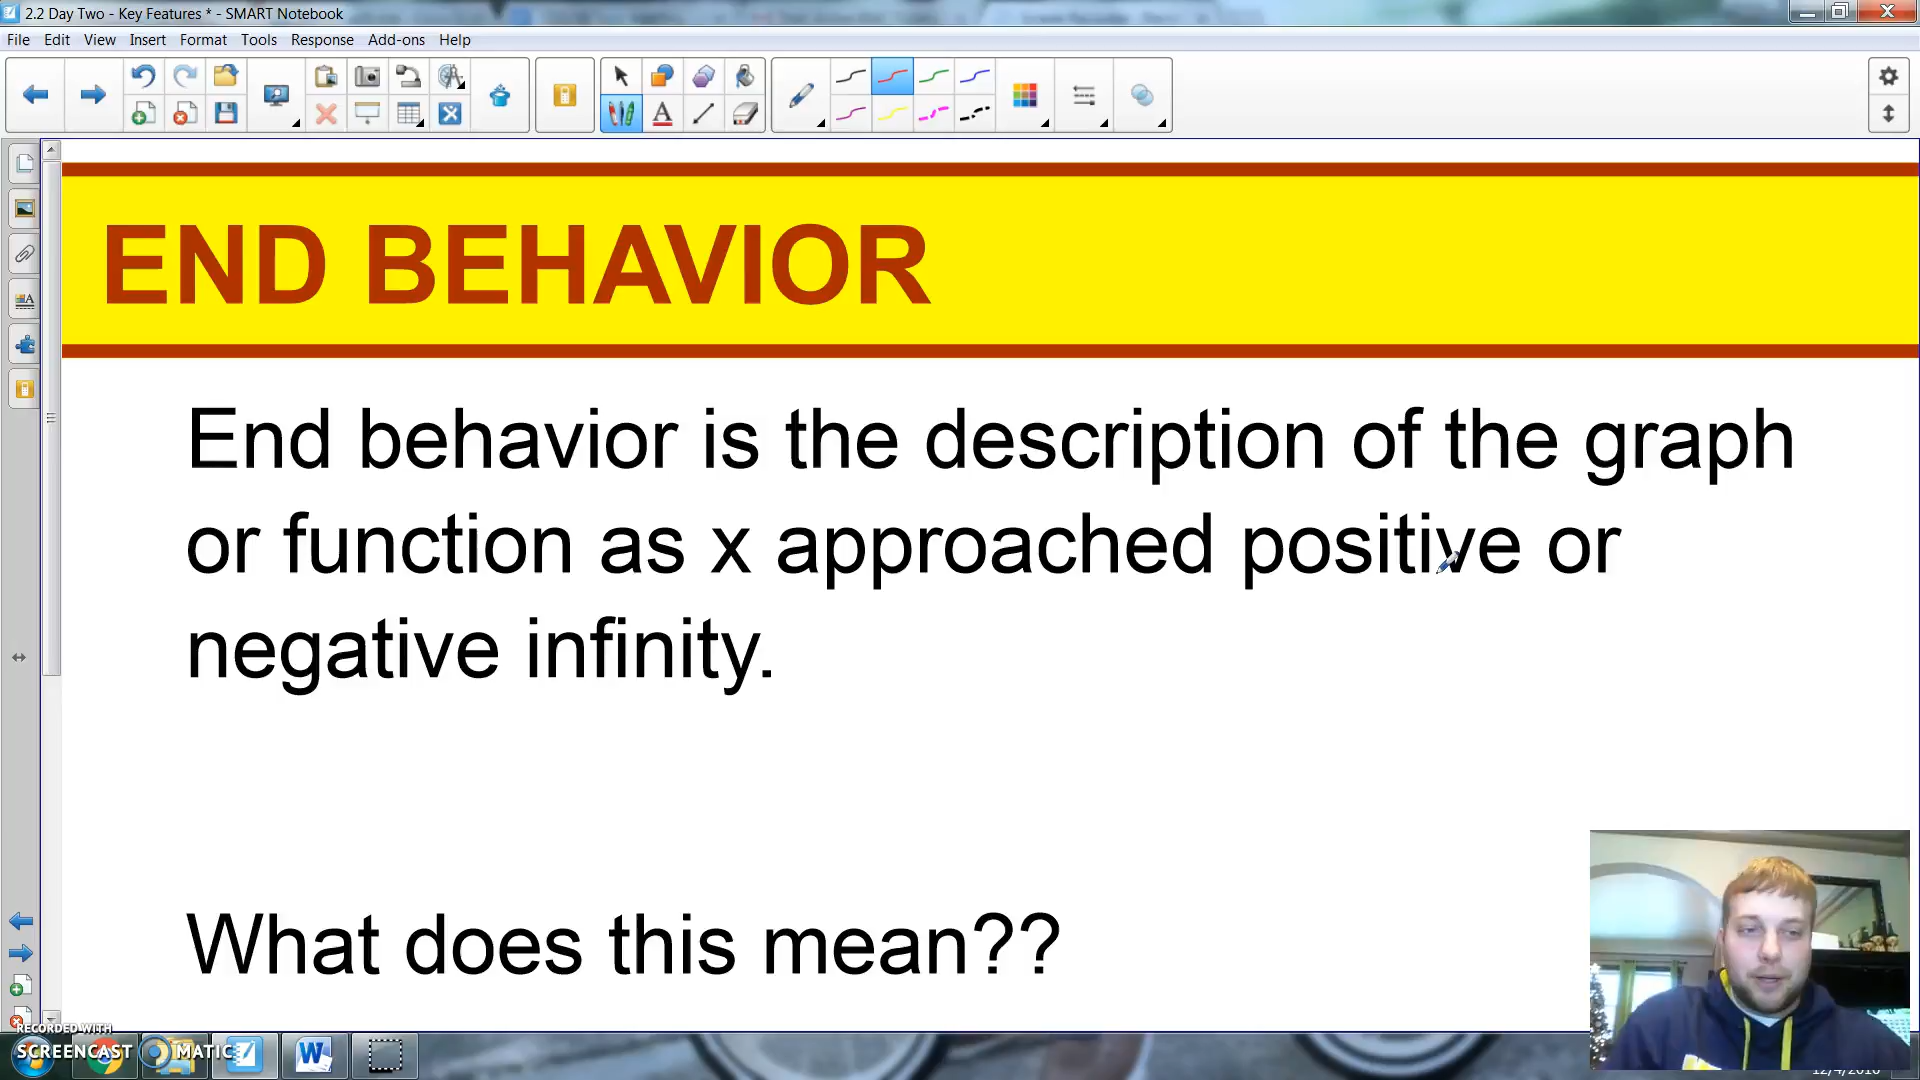 2.2 Day Two - Key Features * - SMART Notebook
File Edit View Insert Format Tools Response Add-ons Help
END BEHAVIOR
End behavior is the description of the graph
or function as x approached positive or
negative infinity.
What does this mean??
RECORDED WITH
SCREENCAST MATIC